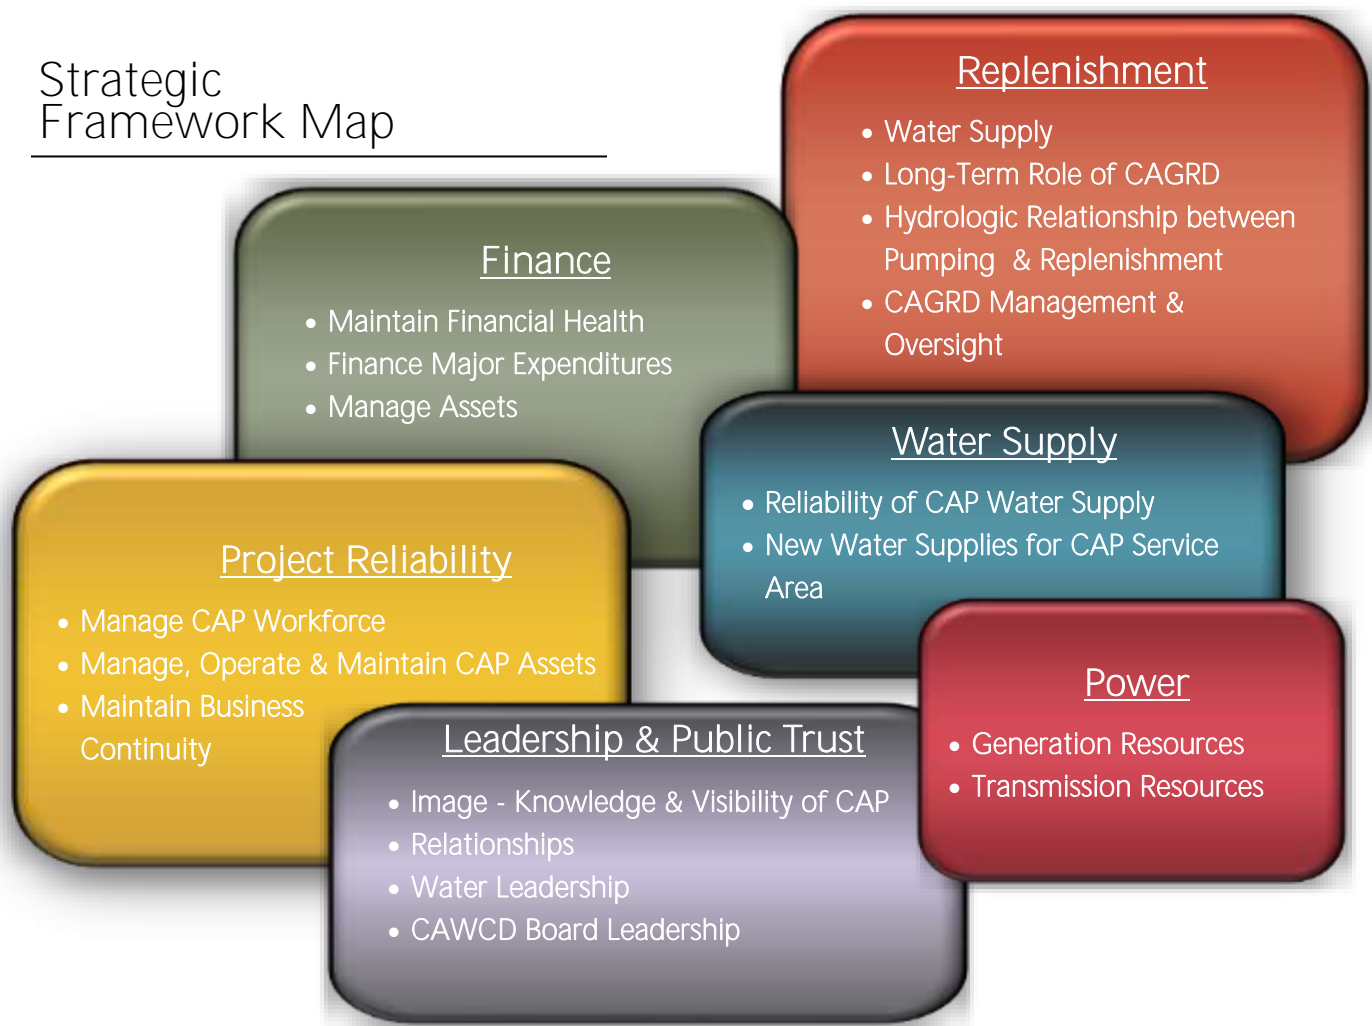 Strategic
Framework Map
Replenishment
• Water Supply
• Long-Term Role of CAGRD
• Hydrologic Relationship between
Pumping & Replenishment
• CAGRD Management &
Oversight
Finance
• Maintain Financial Health
• Finance Major Expenditures
• Manage Assets
Water Supply
• Reliability of CAP Water Supply
• New Water Supplies for CAP Service
Area
Project Reliability
• Manage CAP Workforce
• Manage, Operate & Maintain CAP Assets
• Maintain Business
Continuity
Power
• Generation Resources
• Transmission Resources
Leadership & Public Trust
• Image - Knowledge & Visibility of CAP
• Relationships
• Water Leadership
• CAWCD Board Leadership